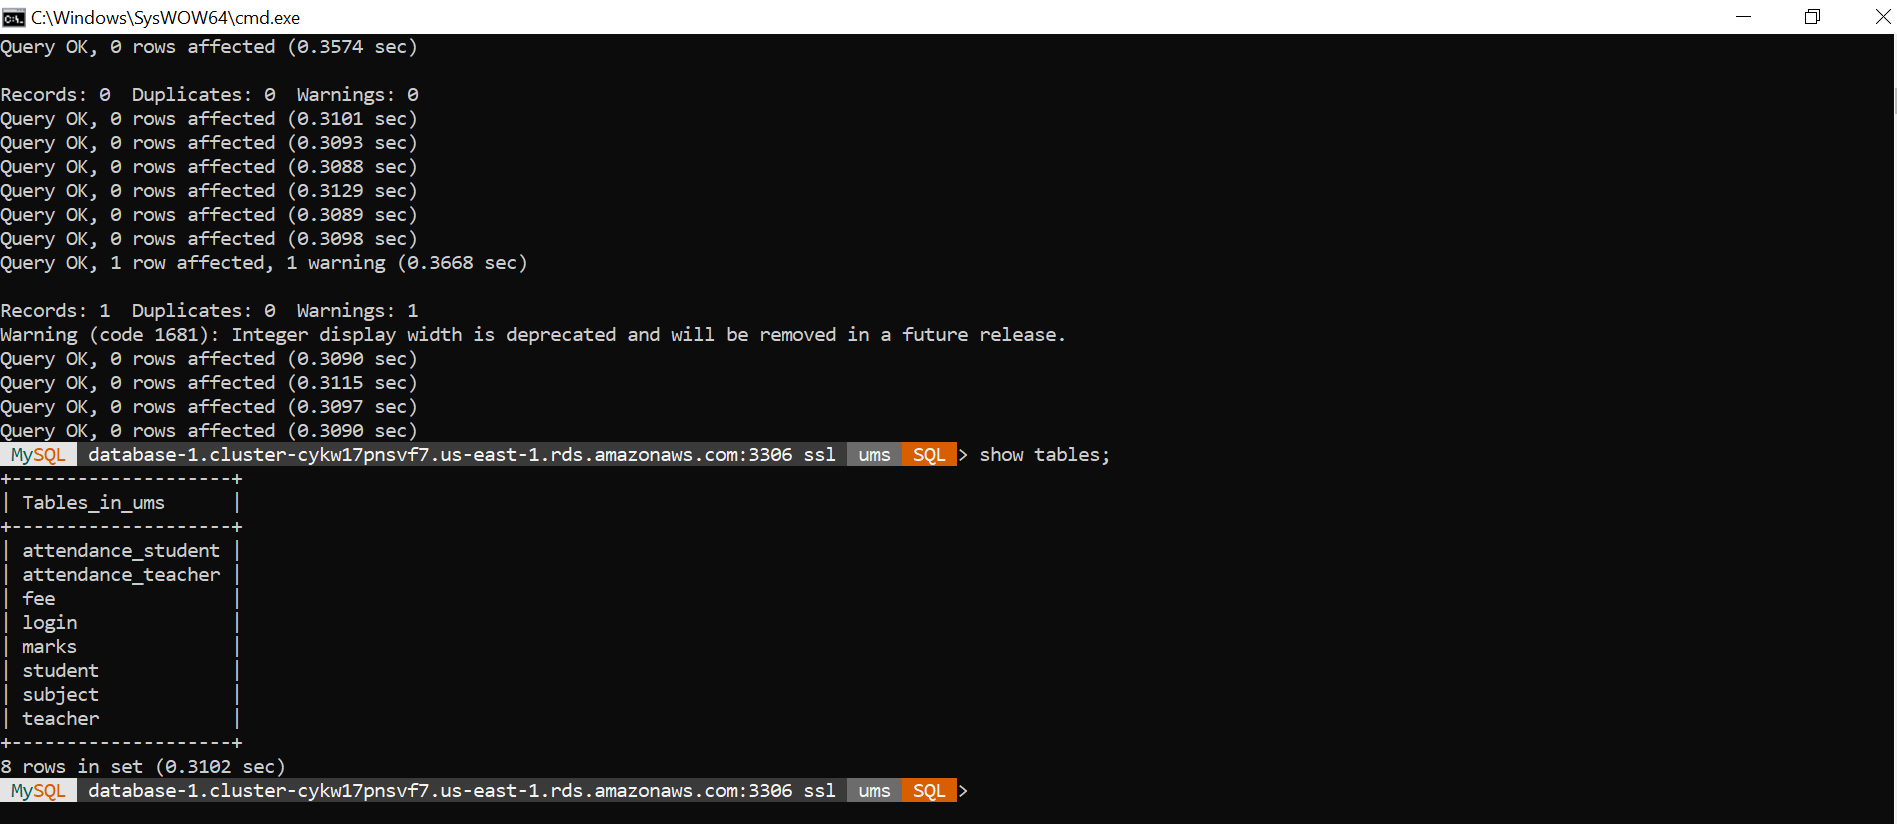 C:\Windows\SysWOW64\cmd.exe
Query OK, 0 rows affected (0.3574 sec)
Records: 0  Duplicates: 0  Warnings: 0
Query OK, 0 rows affected (0.3101 sec)
Query OK, 0 rows affected (0.3093 sec)
Query OK, 0 rows affected (0.3088 sec)
Query OK, 0 rows affected (0.3129 sec)
Query OK, 0 rows affected (0.3089 sec)
Query OK, 0 rows affected (0.3098 sec)
Query OK, 1 row affected, 1 warning (0.3668 sec)
Records: 1  Duplicates: 0  Warnings: 1
Warning (code 1681): Integer display width is deprecated and will be removed in a future release.
Query OK, 0 rows affected (0.3090 sec)
Query OK, 0 rows affected (0.3115 sec)
Query OK, 0 rows affected (0.3097 sec)
Query OK, 0 rows affected (0.3090 sec)
MySQL  database-1.cluster-cykw17pnsvf7.us-east-1.rds.amazonaws.com:3306 ssl  ums  SQL > show tables;
+--------------------+
| Tables_in_ums      |
+--------------------+
| attendance_student |
| attendance_teacher |
| fee                |
| login              |
| marks              |
| student            |
| subject            |
| teacher            |
+--------------------+
8 rows in set (0.3102 sec)
MySQL  database-1.cluster-cykw17pnsvf7.us-east-1.rds.amazonaws.com:3306 ssl  ums  SQL >